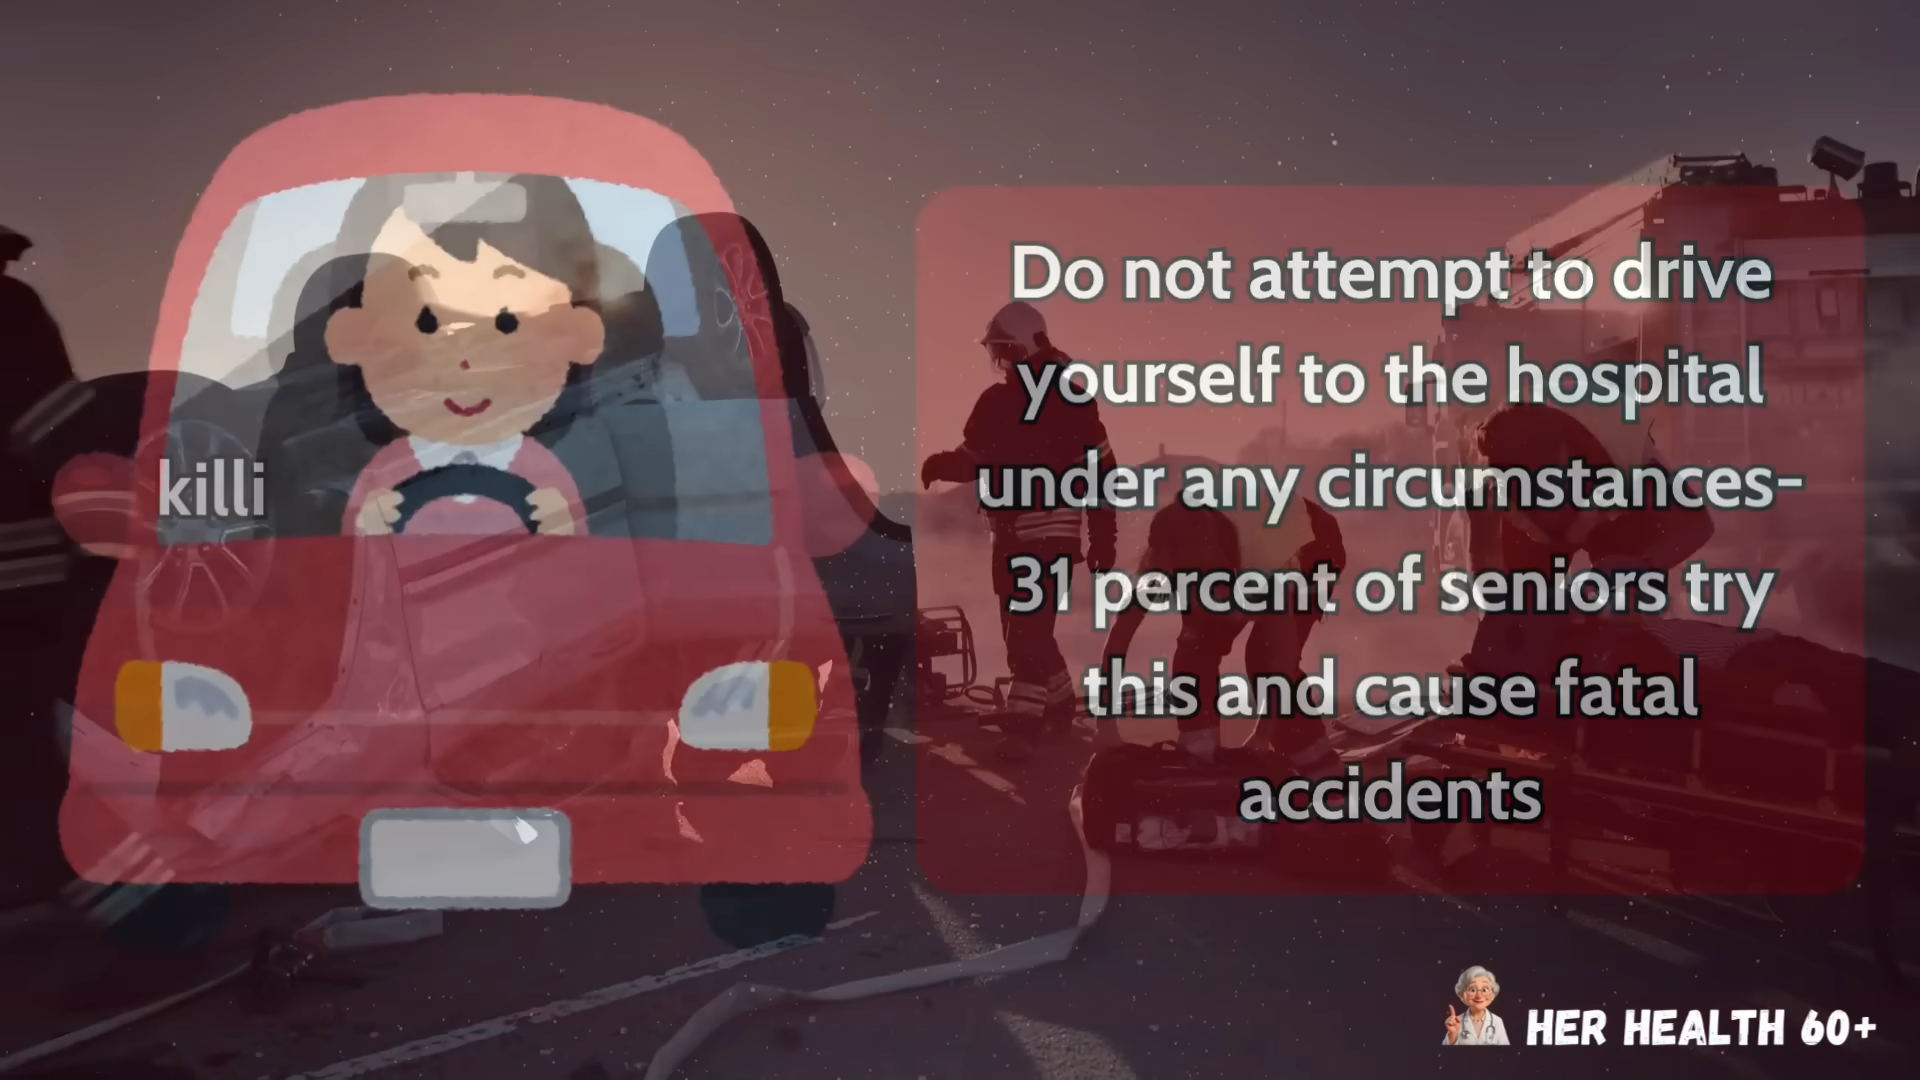 killi
Do not attempt to drive
yourself to the hospital
under any circumstances-
31 percent of seniors try
this and cause fatal
accidents
HER HEALTH 60+